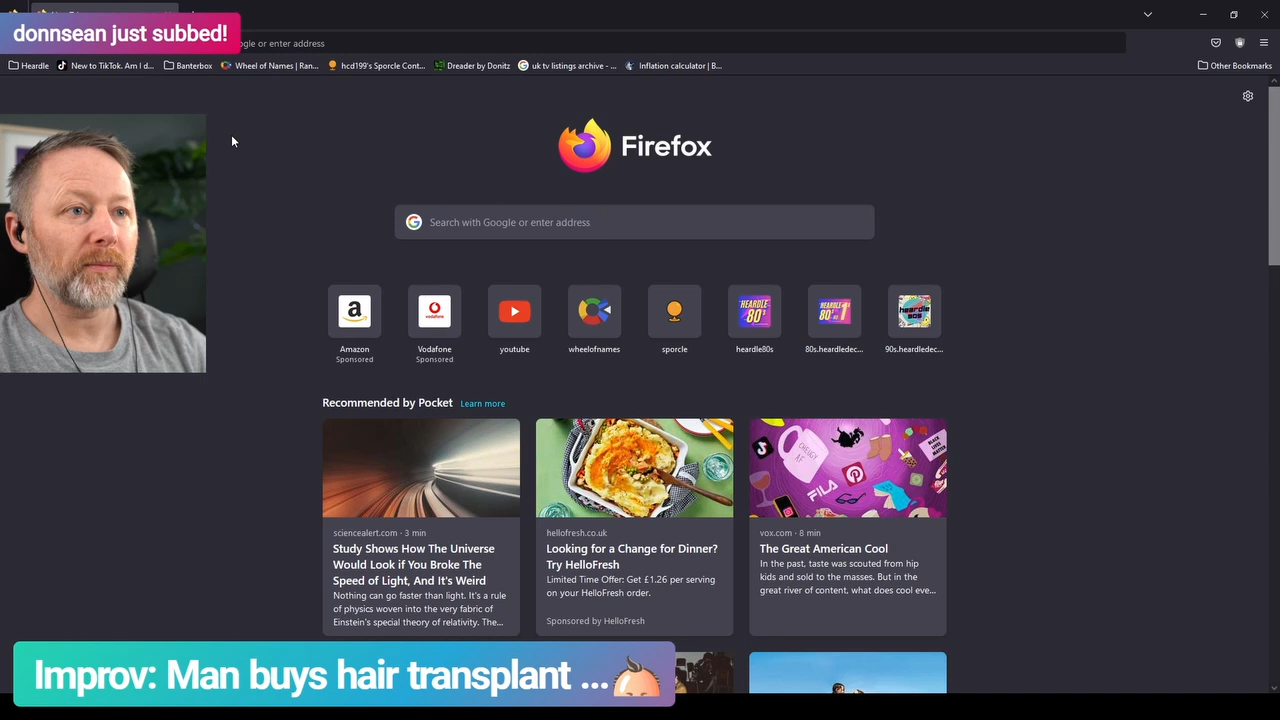 donnsean just subbed!
ogle or enter address
Heardle
New to TikTok. Am I d...
Banterbox
Wheel of Names | Ran...
hcd199's Sporcle Cont...
Dreader by Donitz
uk tv listings archive - ...
Inflation calculator | B...
Other Bookmarks
Firefox
Search with Google or enter address
Amazon
Sponsored
Vodafone
Sponsored
youtube
wheelofnames
sporcle
heardle80s
80s.heardledec...
90s.heardledec...
Recommended by Pocket Learn more
sciencealert.com · 3 min
Study Shows How The Universe
Would Look if You Broke The
Speed of Light, And It's Weird
Nothing can go faster than light. It's a rule
of physics woven into the very fabric of
Einstein's special theory of relativity. The...
hellofresh.co.uk
Looking for a Change for Dinner?
Try HelloFresh
Limited Time Offer: Get £1.26 per serving
on your HelloFresh order.
Sponsored by HelloFresh
CHEUGY
AF
FILA
BLACK
LIVES
MATTER
vox.com · 8 min
The Great American Cool
In the past, taste was scouted from hip
kids and sold to the masses. But in the
great river of content, what does cool eve...
Improv: Man buys hair transplant ...